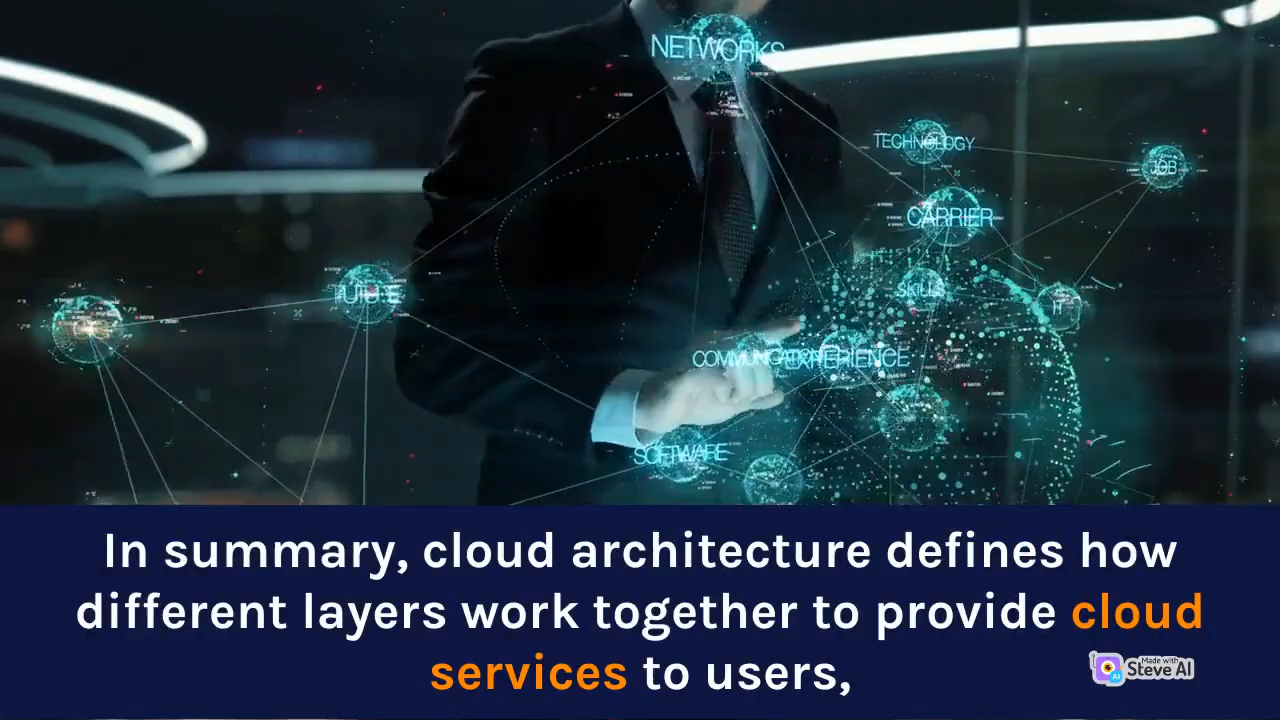 NETWORKS
TECHNOLOGY
JOB
CARRIER
SKILLS
IT
COMMUNICATION
EXPERIENCE
SOFTWARE
In summary, cloud architecture defines how
different layers work together to provide cloud
services to users,
Made with
Steve AI